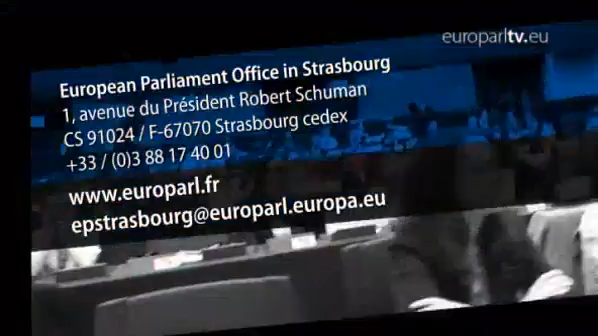 europarltv.eu
European Parliament Office in Strasbourg
1, avenue du Président Robert Schuman
CS 91024 / F-67070 Strasbourg cedex
+33 / (0)3 88 17 40 01
www.europarl.fr
epstrasbourg@europarl.europa.eu